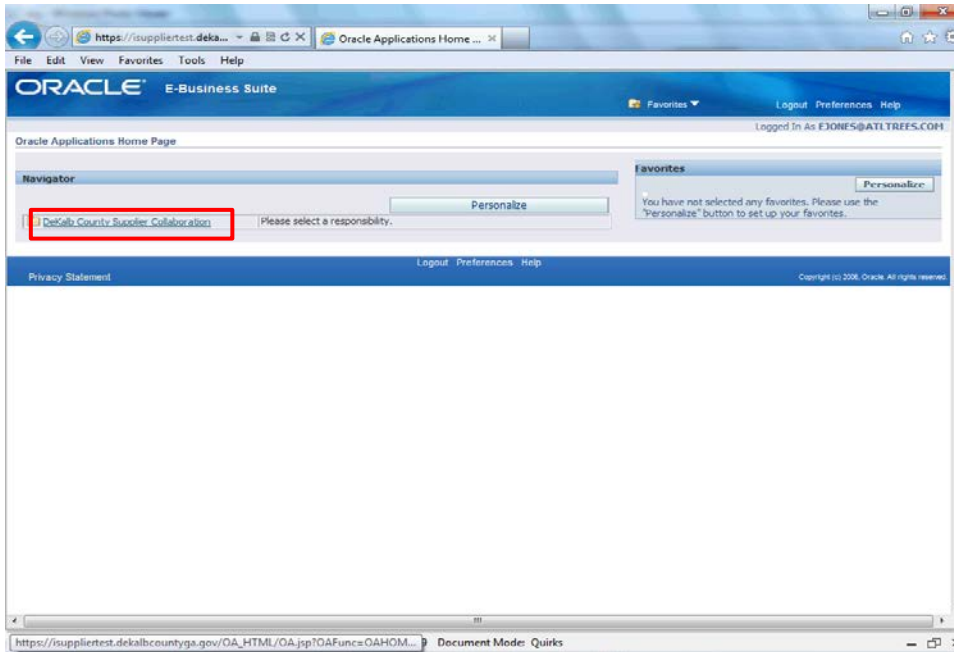 https://isuppliertest.deka...
Oracle Applications Home ...
File Edit View Favorites Tools Help
ORACLE E-Business Suite
Favorites
Logout Preferences Help
Logged In As EJONES@ATLTREES.COM
Oracle Applications Home Page
Navigator
Personalize
DeKalb County Supplier Collaboration
Please select a responsibility.
Favorites
Personalize
You have not selected any favorites. Please use the
"Personalize" button to set up your favorites.
Logout Preferences Help
Privacy Statement
Copyright (c) 2006, Oracle. All rights reserved.
https://isuppliertest.dekalbcountyga.gov/OA_HTML/OA.jsp?OAFunc=OAHOM...
9 Document Mode: Quirks